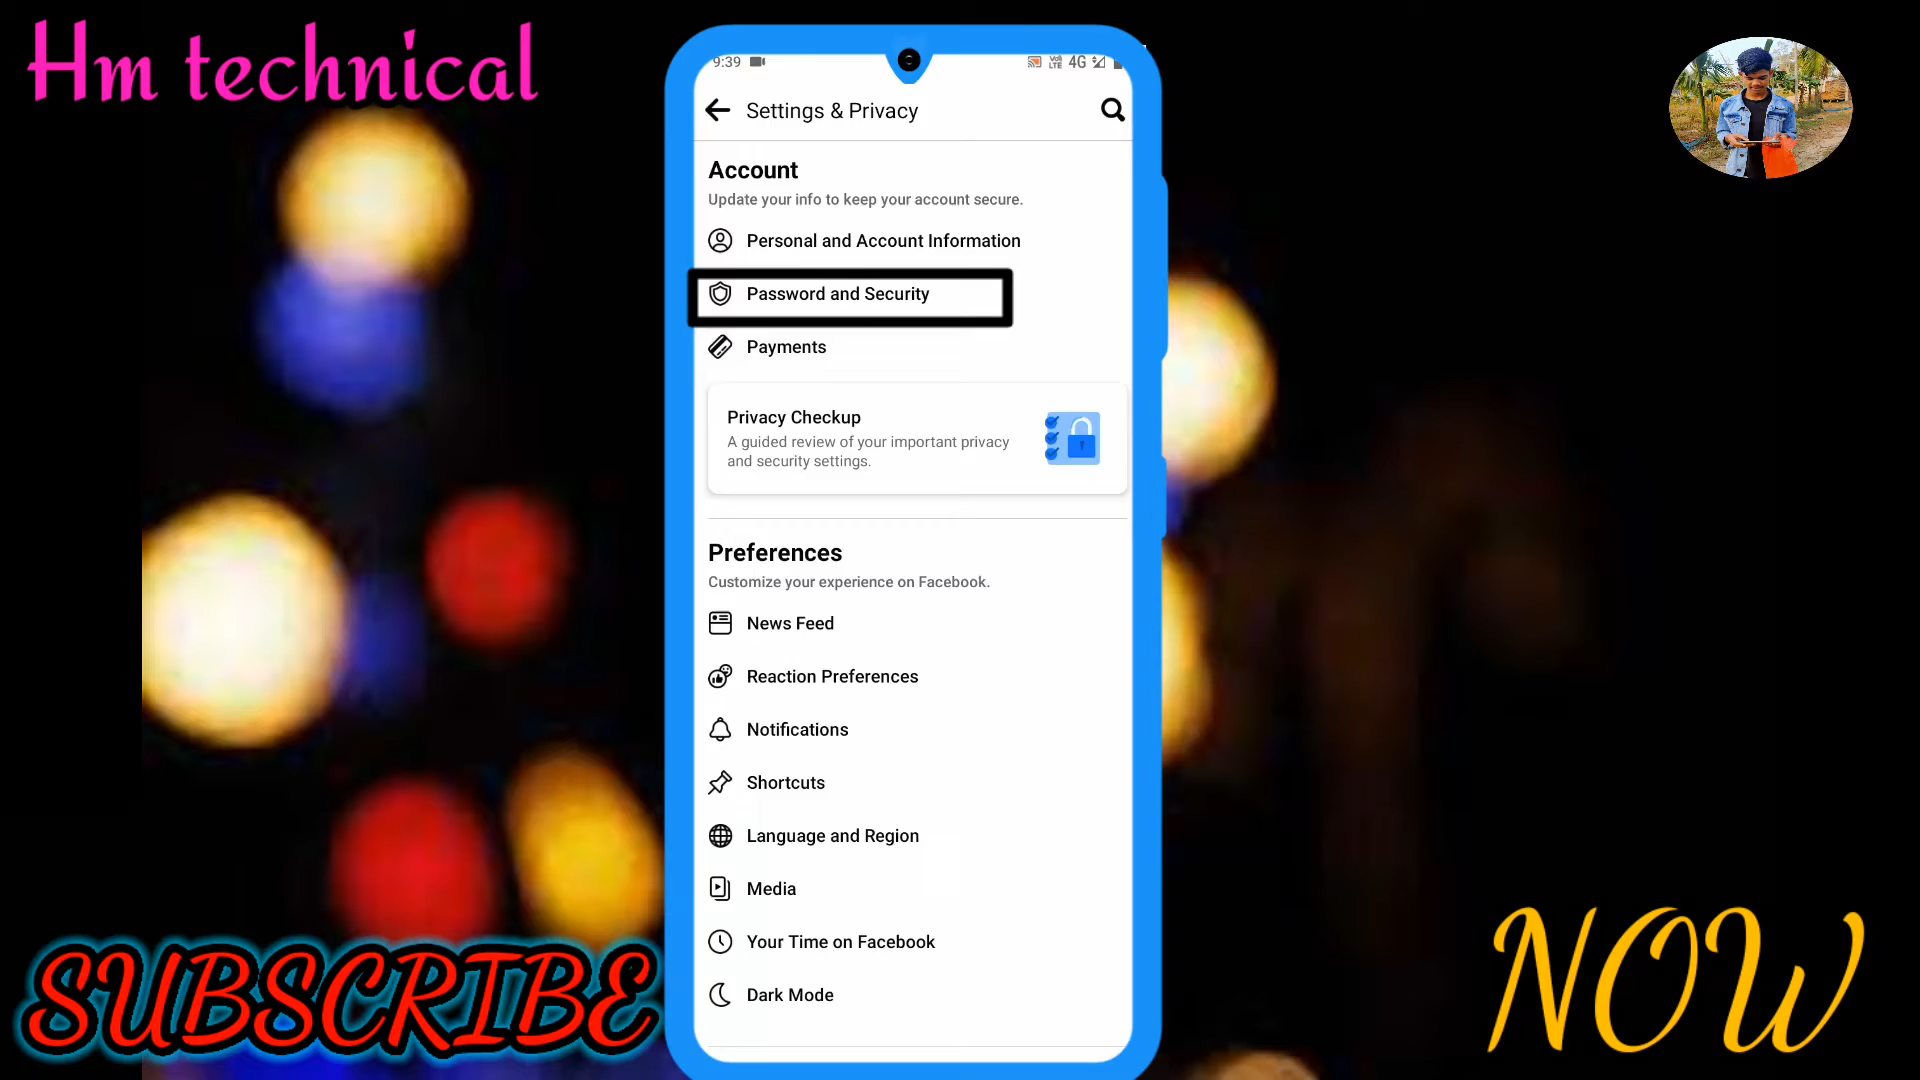 Hm technical
9:39
VoI LTE 4G
Settings & Privacy
Account
Update your info to keep your account secure.
Personal and Account Information
Password and Security
Payments
Privacy Checkup
A guided review of your important privacy
and security settings.
Preferences
Customize your experience on Facebook.
News Feed
Reaction Preferences
Notifications
Shortcuts
Language and Region
Media
Your Time on Facebook
Dark Mode
SUBSCRIBE
NOW